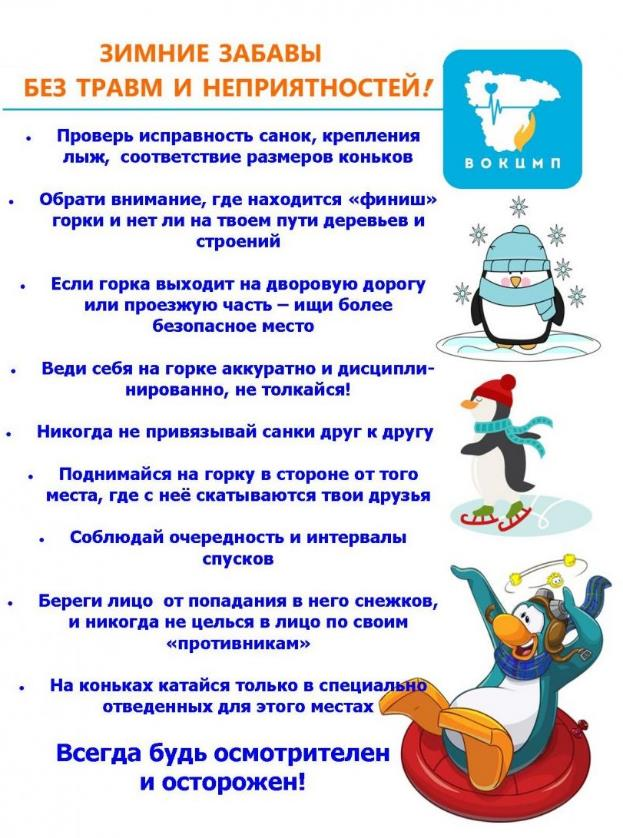 ЗИМНИЕ ЗАБАВЫ
БЕЗ ТРАВМ И НЕПРИЯТНОСТЕЙ!
ВОКЦМП
• Проверь исправность санок, крепления
лыж, соответствие размеров коньков
• Обрати внимание, где находится «финиш»
горки и нет ли на твоем пути деревьев и
строений
• Если горка выходит на дворовую дорогу
или проезжую часть – ищи более
безопасное место
• Веди себя на горке аккуратно и дисципли-
нированно, не толкайся!
• Никогда не привязывай санки друг к другу
• Поднимайся на горку в стороне от того
места, где с неё скатываются твои друзья
• Соблюдай очередность и интервалы
спусков
• Береги лицо от попадания в него снежков,
и никогда не целься в лицо по своим
«противникам»
• На коньках катайся только в специально
отведенных для этого местах
Всегда будь осмотрителен
и осторожен!